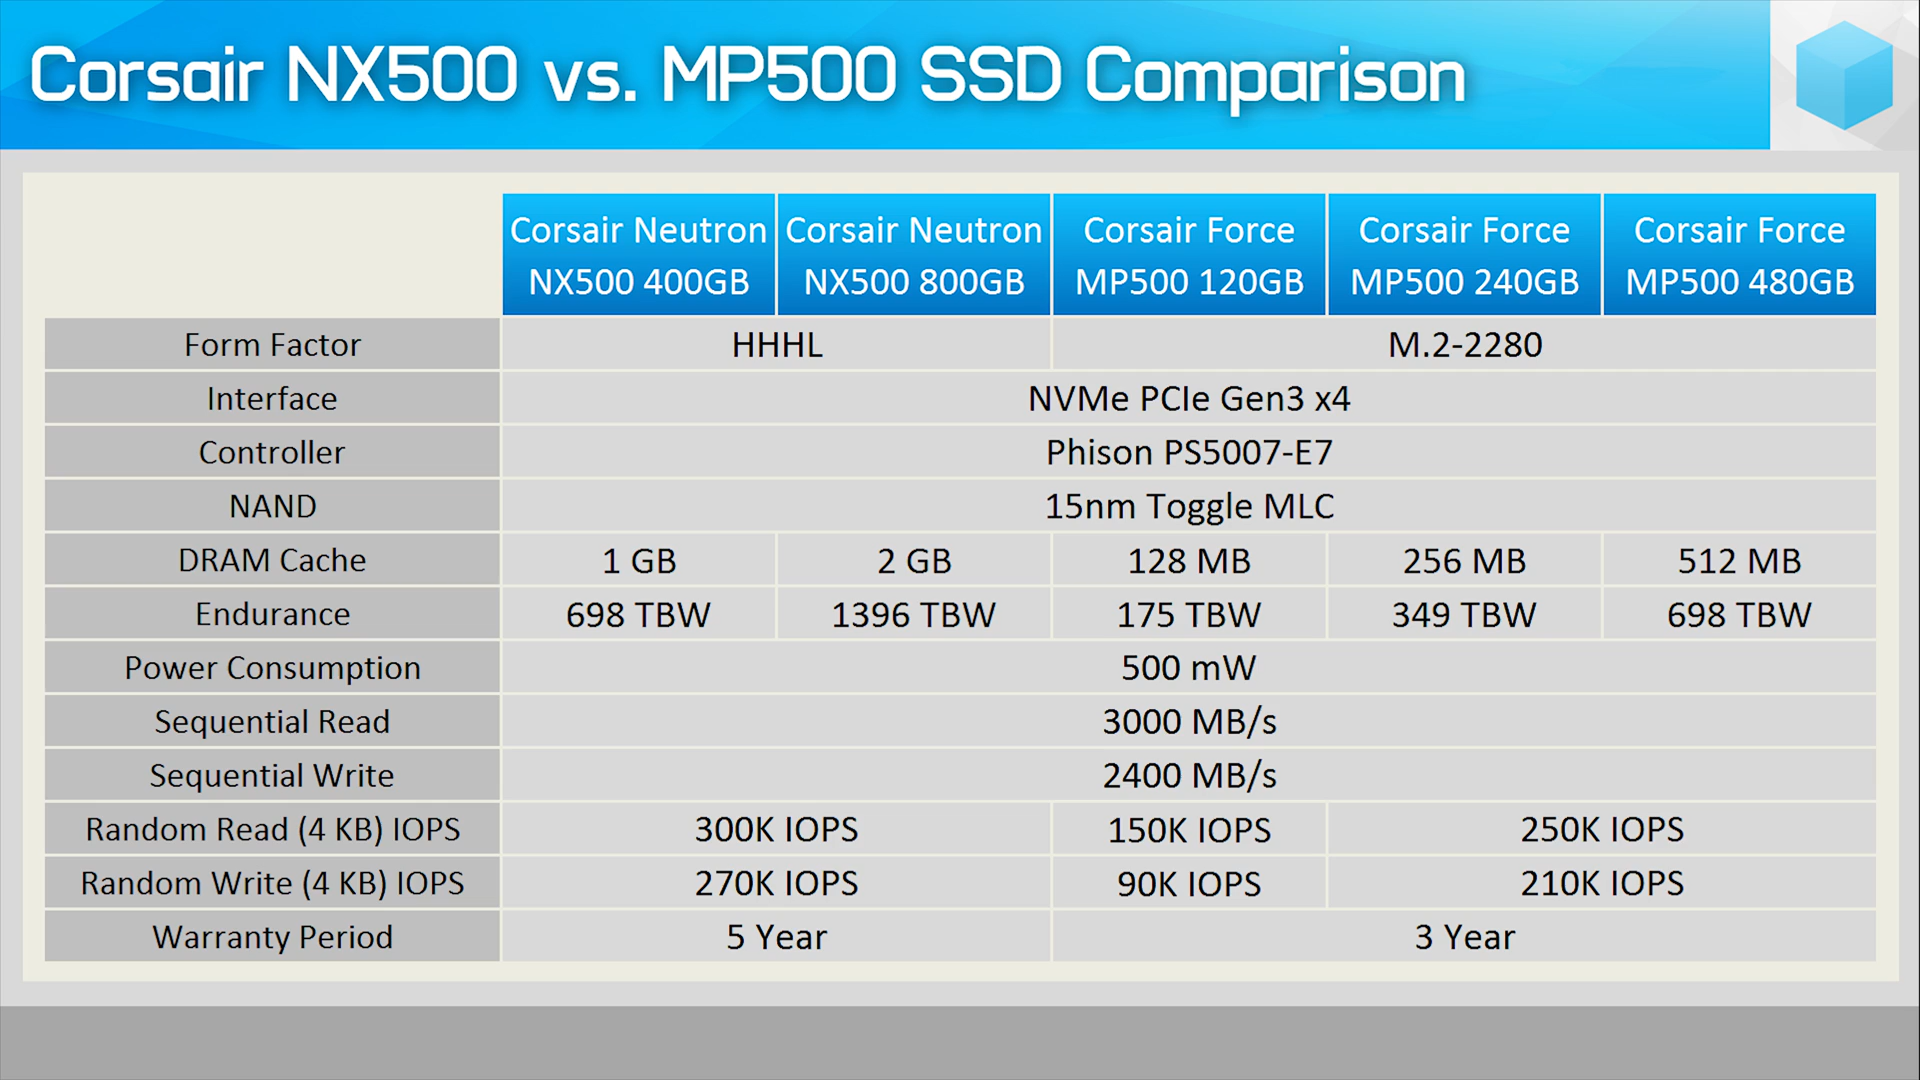 Corsair NX500 vs. MP500 SSD Comparison
Corsair Neutron NX500 400GB
Corsair Neutron NX500 800GB
Corsair Force MP500 120GB
Corsair Force MP500 240GB
Corsair Force MP500 480GB
Form Factor HHHL M.2-2280
Interface NVMe PCIe Gen3 x4
Controller Phison PS5007-E7
NAND 15nm Toggle MLC
DRAM Cache 1 GB 2 GB 128 MB 256 MB 512 MB
Endurance 698 TBW 1396 TBW 175 TBW 349 TBW 698 TBW
Power Consumption 500 mW
Sequential Read 3000 MB/s
Sequential Write 2400 MB/s
Random Read (4 KB) IOPS 300K IOPS 150K IOPS 250K IOPS
Random Write (4 KB) IOPS 270K IOPS 90K IOPS 210K IOPS
Warranty Period 5 Year 3 Year